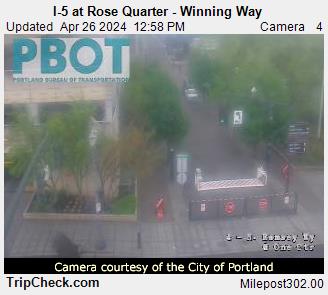 I-5 at Rose Quarter - Winning Way
Updated Apr 26 2024 12:58 PM Camera 4
PBOT
PORTLAND BUREAU OF TRANSPORTATION
Camera courtesy of the City of Portland
TripCheck.com Milepost302.00